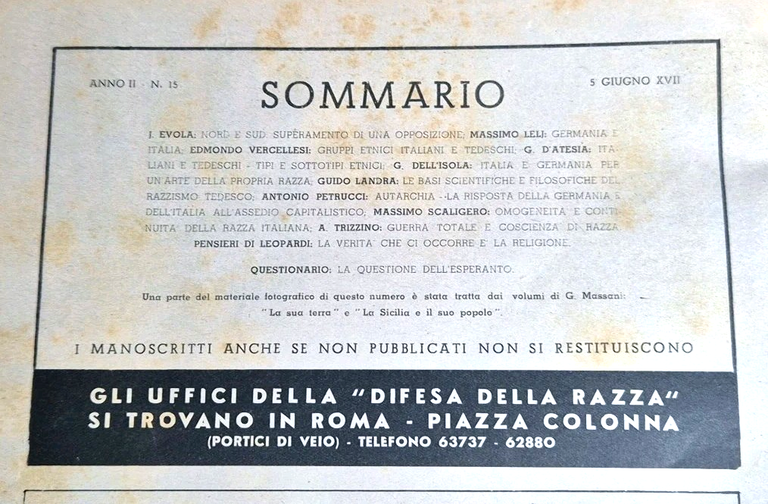 ANNO II - N. 15
SOMMARIO
5 GIUGNO XVII
J. EVOLA: NORD E SUD SUPERAMENTO DI UNA OPPOSIZIONE; MASSIMO LELJ: GERMANIA E
ITALIA; EDMONDO VERCELLESI: GRUPPI ETNICI ITALIANI E TEDESCHI; G. D'ATESIA: ITA-
LIANI E TEDESCHI - TIPI E SOTTOTIPI ETNICI; G. DELL'ISOLA: ITALIA E GERMANIA PER
UN'ARTE DELLA PROPRIA RAZZA; GUIDO LANDRA: LE BASI SCIENTIFICHE E FILOSOFICHE DEL
RAZZISMO TEDESCO; ANTONIO PETRUCCI: AUTARCHIA - LA RISPOSTA DELLA GERMANIA E
DELL'ITALIA ALL'ASSEDIO CAPITALISTICO; MASSIMO SCALIGERO: OMOGENEITA E CONTI
NUITA DELLA RAZZA ITALIANA; A. TRIZZINO: GUERRA TOTALE E COSCIENZA DI RAZZA
PENSIERI DI LEOPARDI: LA VERITA' CHE CI OCCORRE E' LA RELIGIONE.
QUESTIONARIO: LA QUESTIONE DELL'ESPERANTO.
Una parte del materiale fotografico di questo numero è stata tratta dai volumi di G. Massani:
"La sua terra" e "La Sicilia e il suo popolo".
I MANOSCRITTI ANCHE SE NON PUBBLICATI NON SI RESTITUISCONO
GLI UFFICI DELLA "DIFESA DELLA RAZZA"
SI TROVANO IN ROMA - PIAZZA COLONNA
(PORTICI DI VEIO) - TELEFONO 63737 - 62880